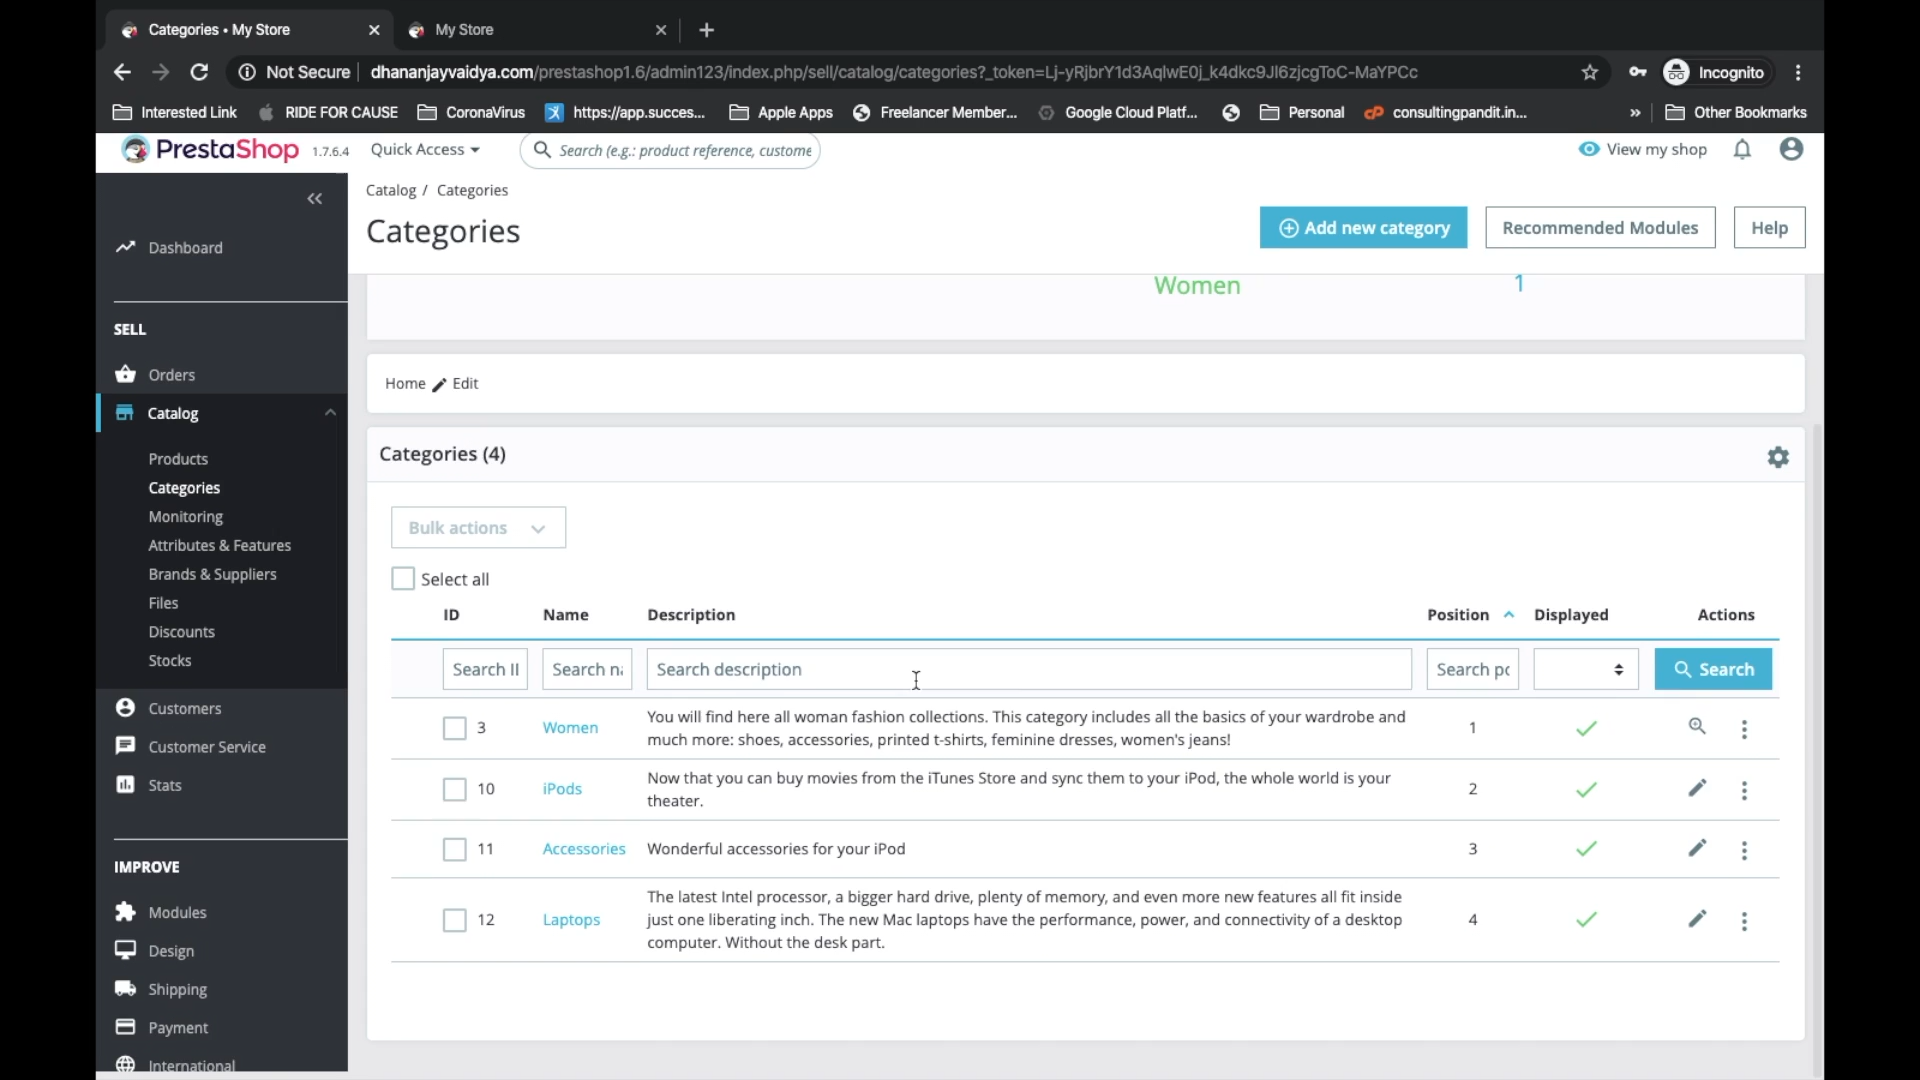 Categories • My Store
My Store
Not Secure
dhananjayvaidya.com/prestashop1.6/admin123/index.php/sell/catalog/categories?_token=Lj-yRjbrY1d3AqlwE0j_k4dkc9Jl6zjcgToC-MaYPCc
Incognito
Interested Link
RIDE FOR CAUSE
CoronaVirus
https://app.succes...
Apple Apps
Freelancer Member...
Google Cloud Platf...
Personal
consultingpandit.in...
»
Other Bookmarks
PrestaShop 1.7.6.4
Quick Access
Search (e.g.: product reference, custome
View my shop
Catalog / Categories
Categories
Add new category
Recommended Modules
Help
Dashboard
SELL
Orders
Catalog
Products
Categories
Monitoring
Attributes & Features
Brands & Suppliers
Files
Discounts
Stocks
Customers
Customer Service
Stats
IMPROVE
Modules
Design
Shipping
Payment
International
Women 1
Home Edit
Categories (4)
Bulk actions
Select all
ID Name Description Position Displayed Actions
Search II Search na Search description Search pc Search
3 Women You will find here all woman fashion collections. This category includes all the basics of your wardrobe and 1
much more: shoes, accessories, printed t-shirts, feminine dresses, women's jeans!
10 iPods Now that you can buy movies from the iTunes Store and sync them to your iPod, the whole world is your 2
theater.
11 Accessories Wonderful accessories for your iPod 3
The latest Intel processor, a bigger hard drive, plenty of memory, and even more new features all fit inside
12 Laptops just one liberating inch. The new Mac laptops have the performance, power, and connectivity of a desktop 4
computer. Without the desk part.